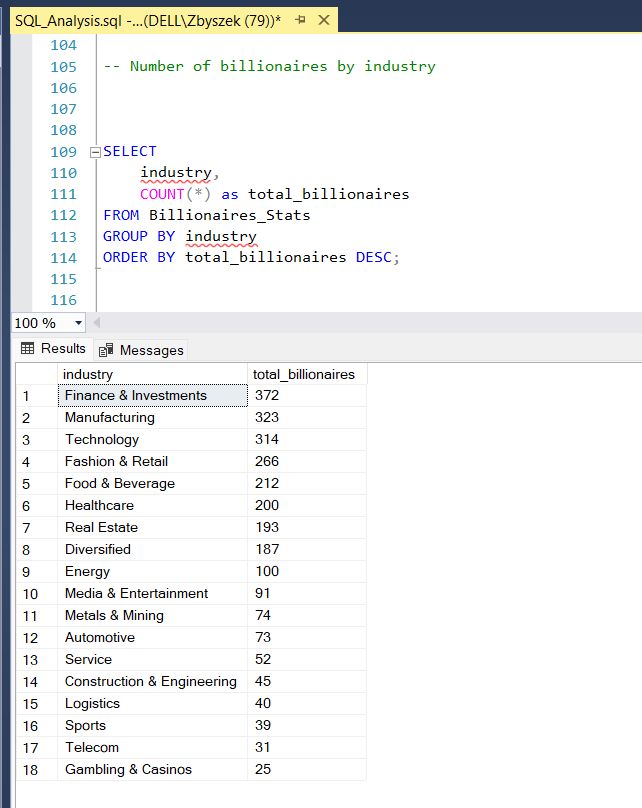 SQL_Analysis.sql -...(DELL\Zbyszek (79))*
104
105 -- Number of billionaires by industry
106
107
108
109 SELECT
110 industry,
111 COUNT(*) as total_billionaires
112 FROM Billionaires_Stats
113 GROUP BY industry
114 ORDER BY total_billionaires DESC;
115
116
100 %
Results Messages
industry total_billionaires
1 Finance & Investments 372
2 Manufacturing 323
3 Technology 314
4 Fashion & Retail 266
5 Food & Beverage 212
6 Healthcare 200
7 Real Estate 193
8 Diversified 187
9 Energy 100
10 Media & Entertainment 91
11 Metals & Mining 74
12 Automotive 73
13 Service 52
14 Construction & Engineering 45
15 Logistics 40
16 Sports 39
17 Telecom 31
18 Gambling & Casinos 25